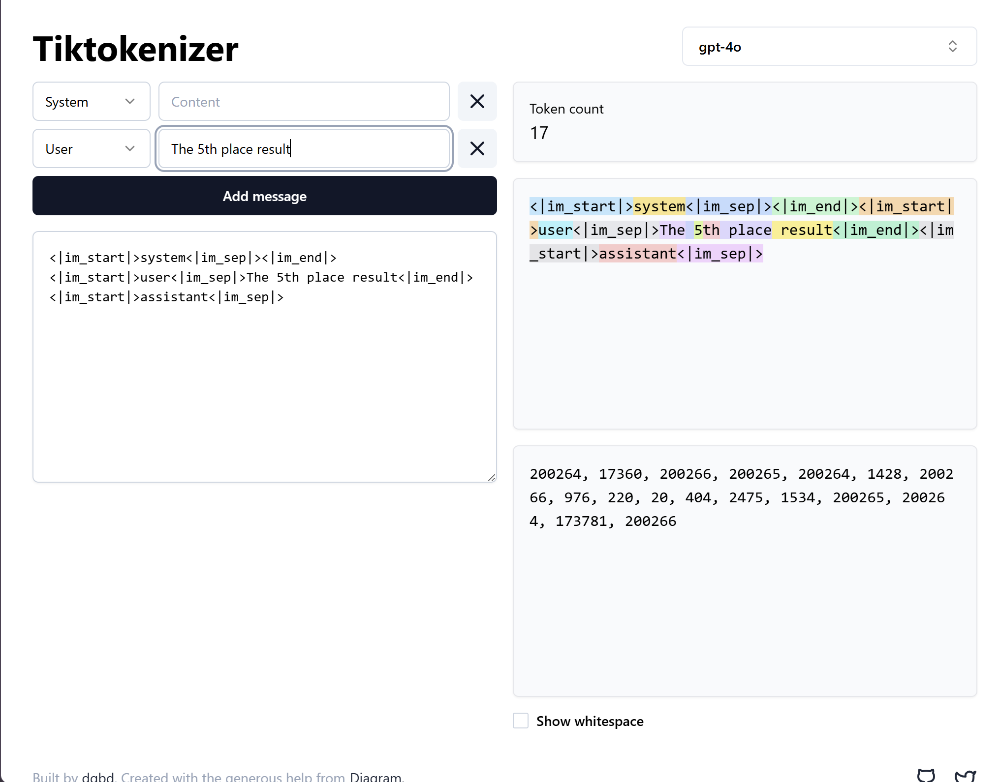 Tiktokenizer
gpt-4o
System
Content
User
The 5th place result
Add message
<|im_start|>system<|im_sep|><|im_end|>
<|im_start|>user<|im_sep|>The 5th place result<|im_end|>
<|im_start|>assistant<|im_sep|>
Token count
17
<|im_start|>system<|im_sep|><|im_end|><|im_start|
>user<|im_sep|>The 5th place result<|im_end|><|im
_start|>assistant<|im_sep|>
200264, 17360, 200266, 200265, 200264, 1428, 2002
66, 976, 220, 20, 404, 2475, 1534, 200265, 20026
4, 173781, 200266
Show whitespace
Built by dqbd. Created with the generous help from Diagram.